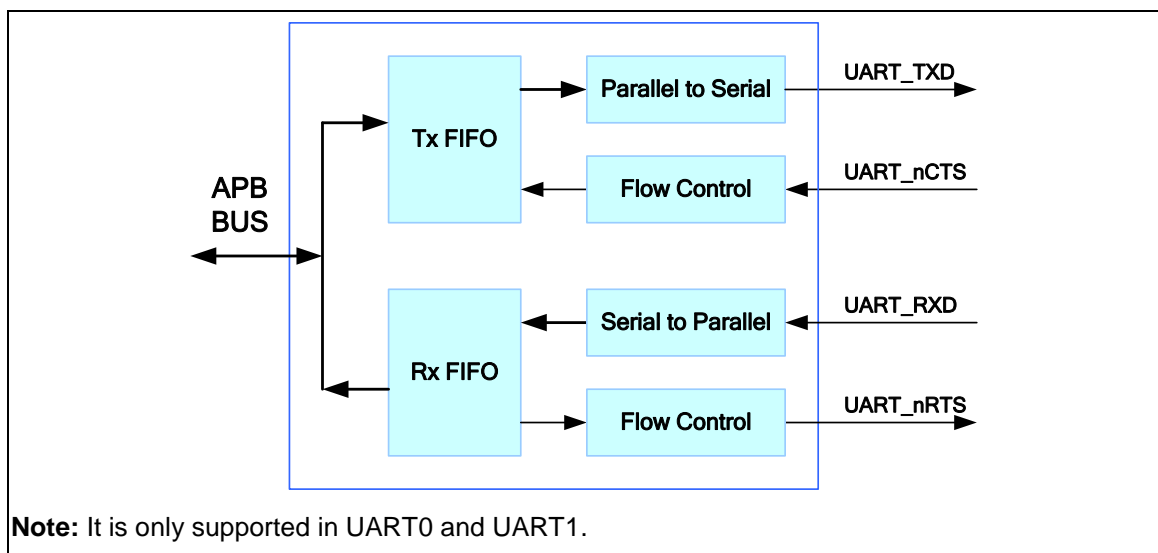 Parallel to Serial
UART_TXD
Tx FIFO
Flow Control
UART_nCTS
APB
BUS
Serial to Parallel
UART_RXD
Rx FIFO
Flow Control
UART_nRTS
Note: It is only supported in UART0 and UART1.